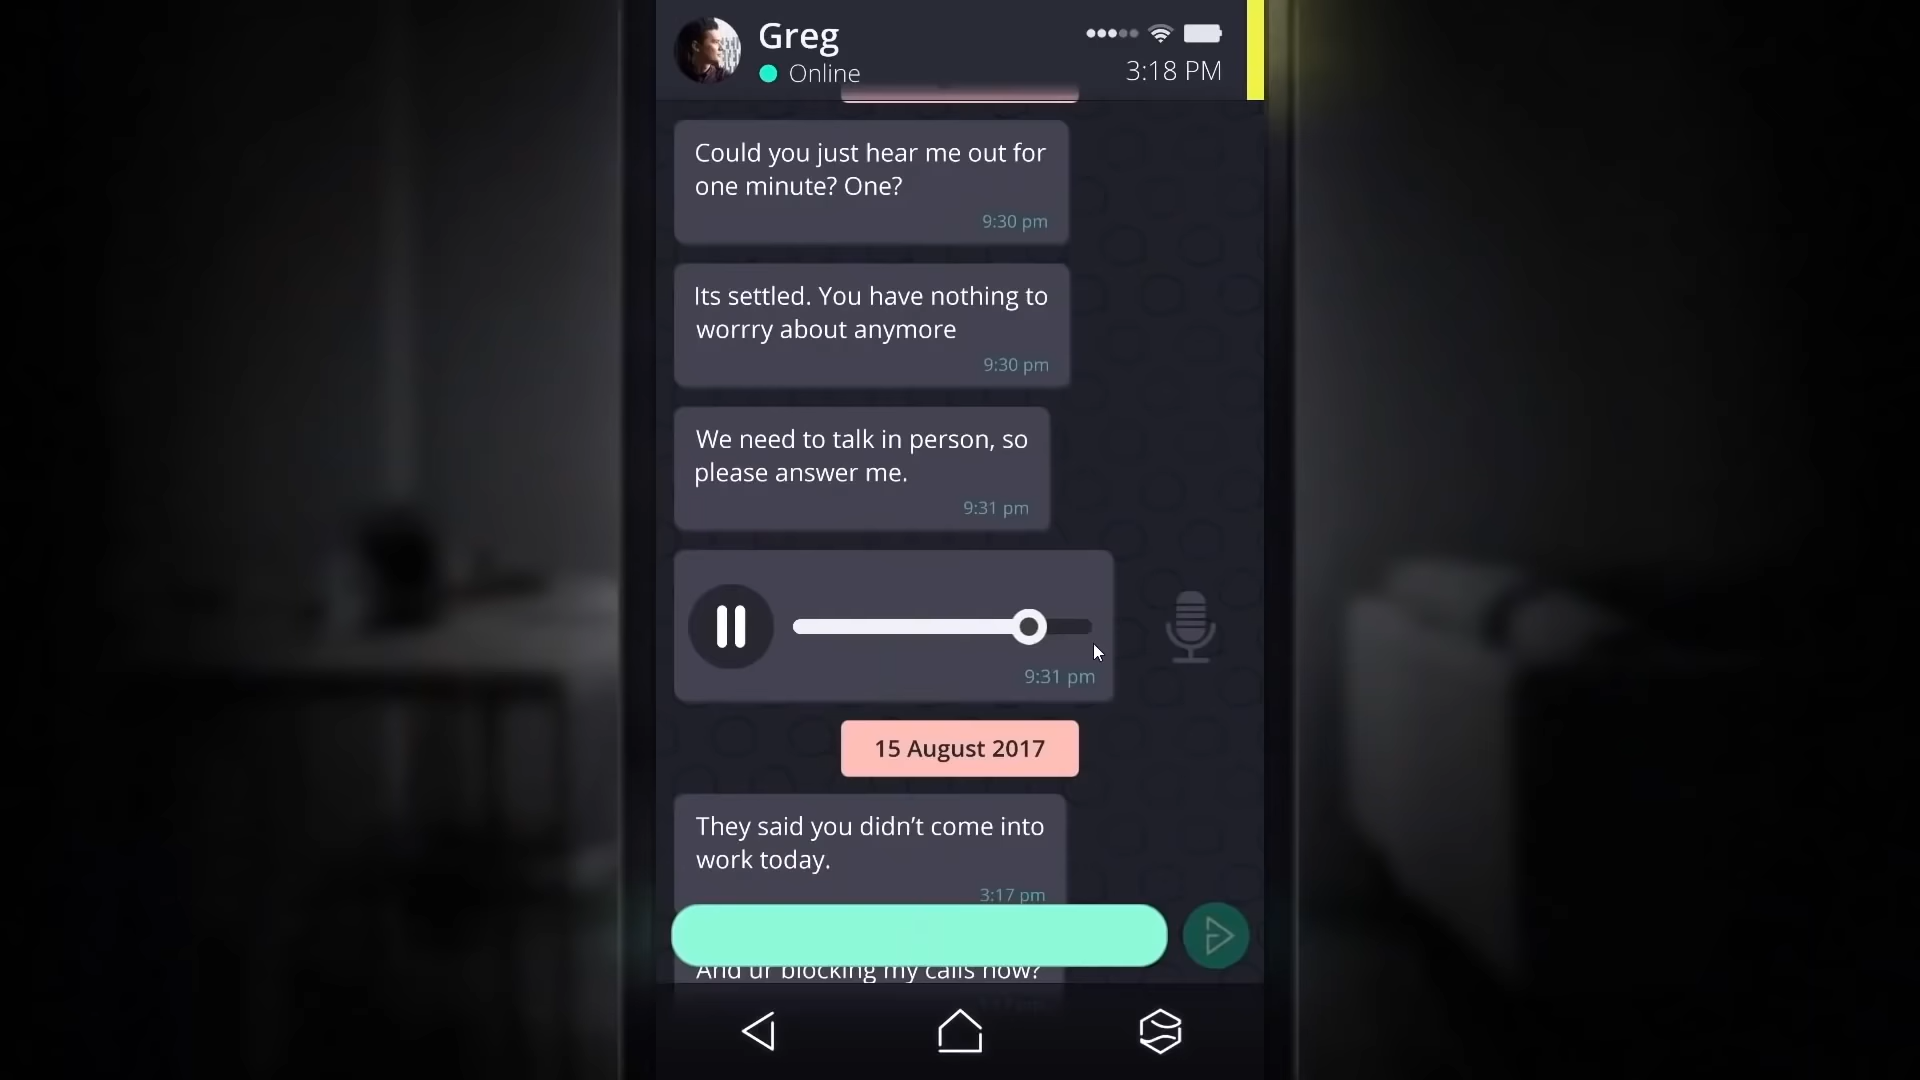 Greg
Online
3:18 PM
Could you just hear me out for
one minute? One?
9:30 pm
Its settled. You have nothing to
worrry about anymore
9:30 pm
We need to talk in person, so
please answer me.
9:31 pm
9:31 pm
15 August 2017
They said you didn't come into
work today.
3:17 pm
And ur blocking my calls now?